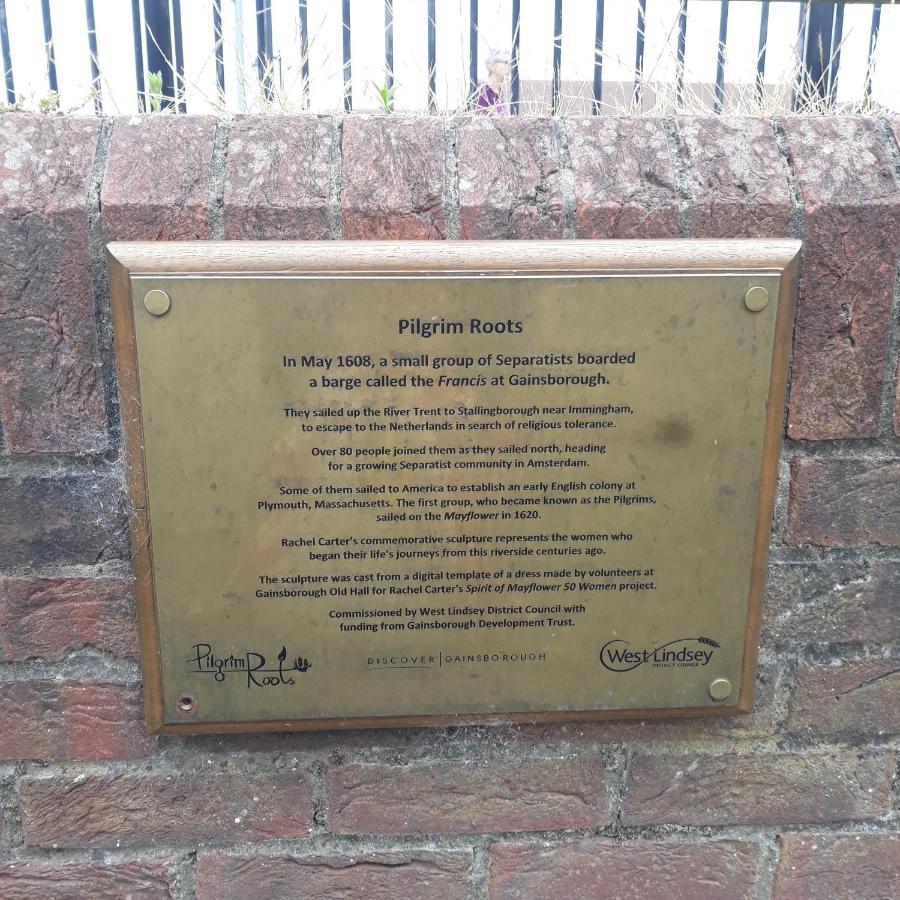 Pilgrim Roots
In May 1608, a small group of Separatists boarded
a barge called the Francis at Gainsborough.
They sailed up the River Trent to Stallingborough near Immingham,
to escape to the Netherlands in search of religious tolerance.
Over 80 people joined them as they sailed north, heading
for a growing Separatist community in Amsterdam.
Some of them sailed to America to establish an early English colony at
Plymouth, Massachusetts. The first group, who became known as the Pilgrims,
sailed on the Mayflower in 1620.
Rachel Carter's commemorative sculpture represents the women who
began their life's journeys from this riverside centuries ago.
The sculpture was cast from a digital template of a dress made by volunteers at
Gainsborough Old Hall for Rachel Carter's Spirit of Mayflower 50 Women project.
Commissioned by West Lindsey District Council with
funding from Gainsborough Development Trust.
Pilgrim
Roots
DISCOVER | GAINSBOROUGH
West Lindsey
DISTRICT COUNCIL